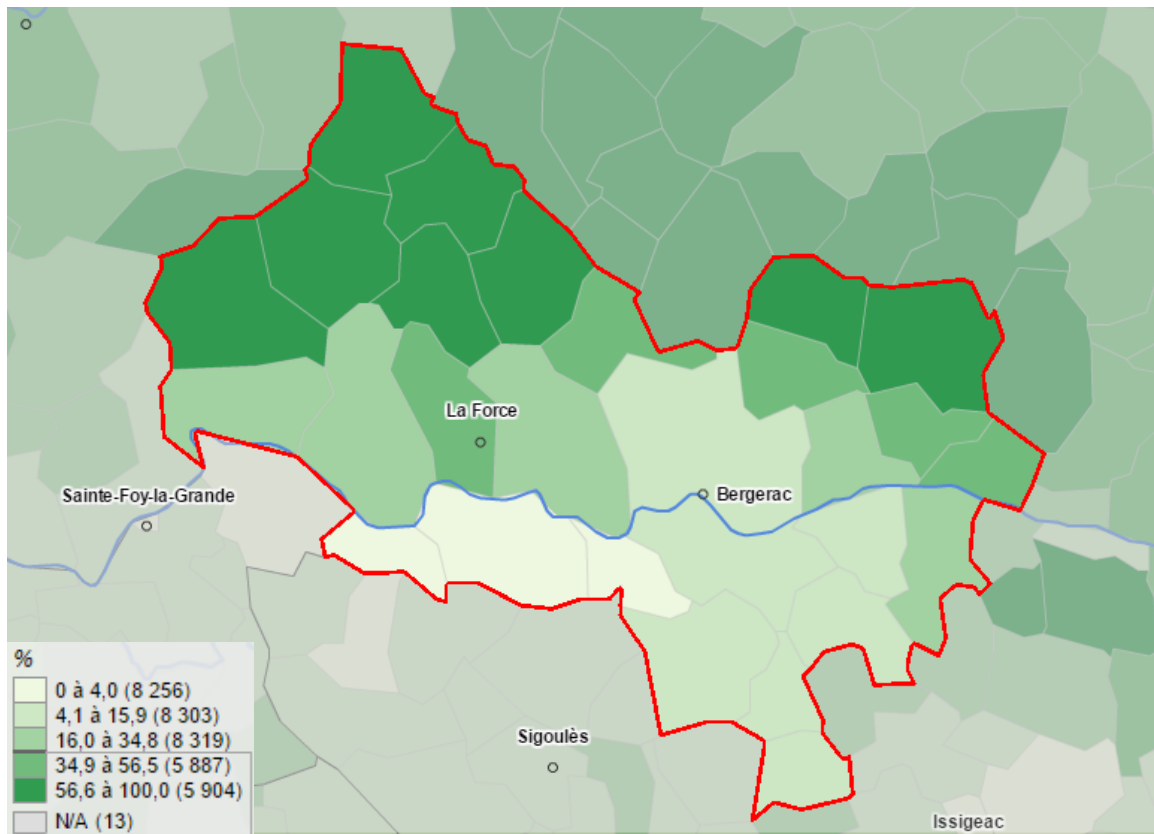 La Force
Sainte-Foy-la-Grande
Bergerac
Sigoulès
Issigeac
%
0 à 4,0 (8 256)
4,1 à 15,9 (8 303)
16,0 à 34,8 (8 319)
34,9 à 56,5 (5 887)
56,6 à 100,0 (5 904)
N/A (13)